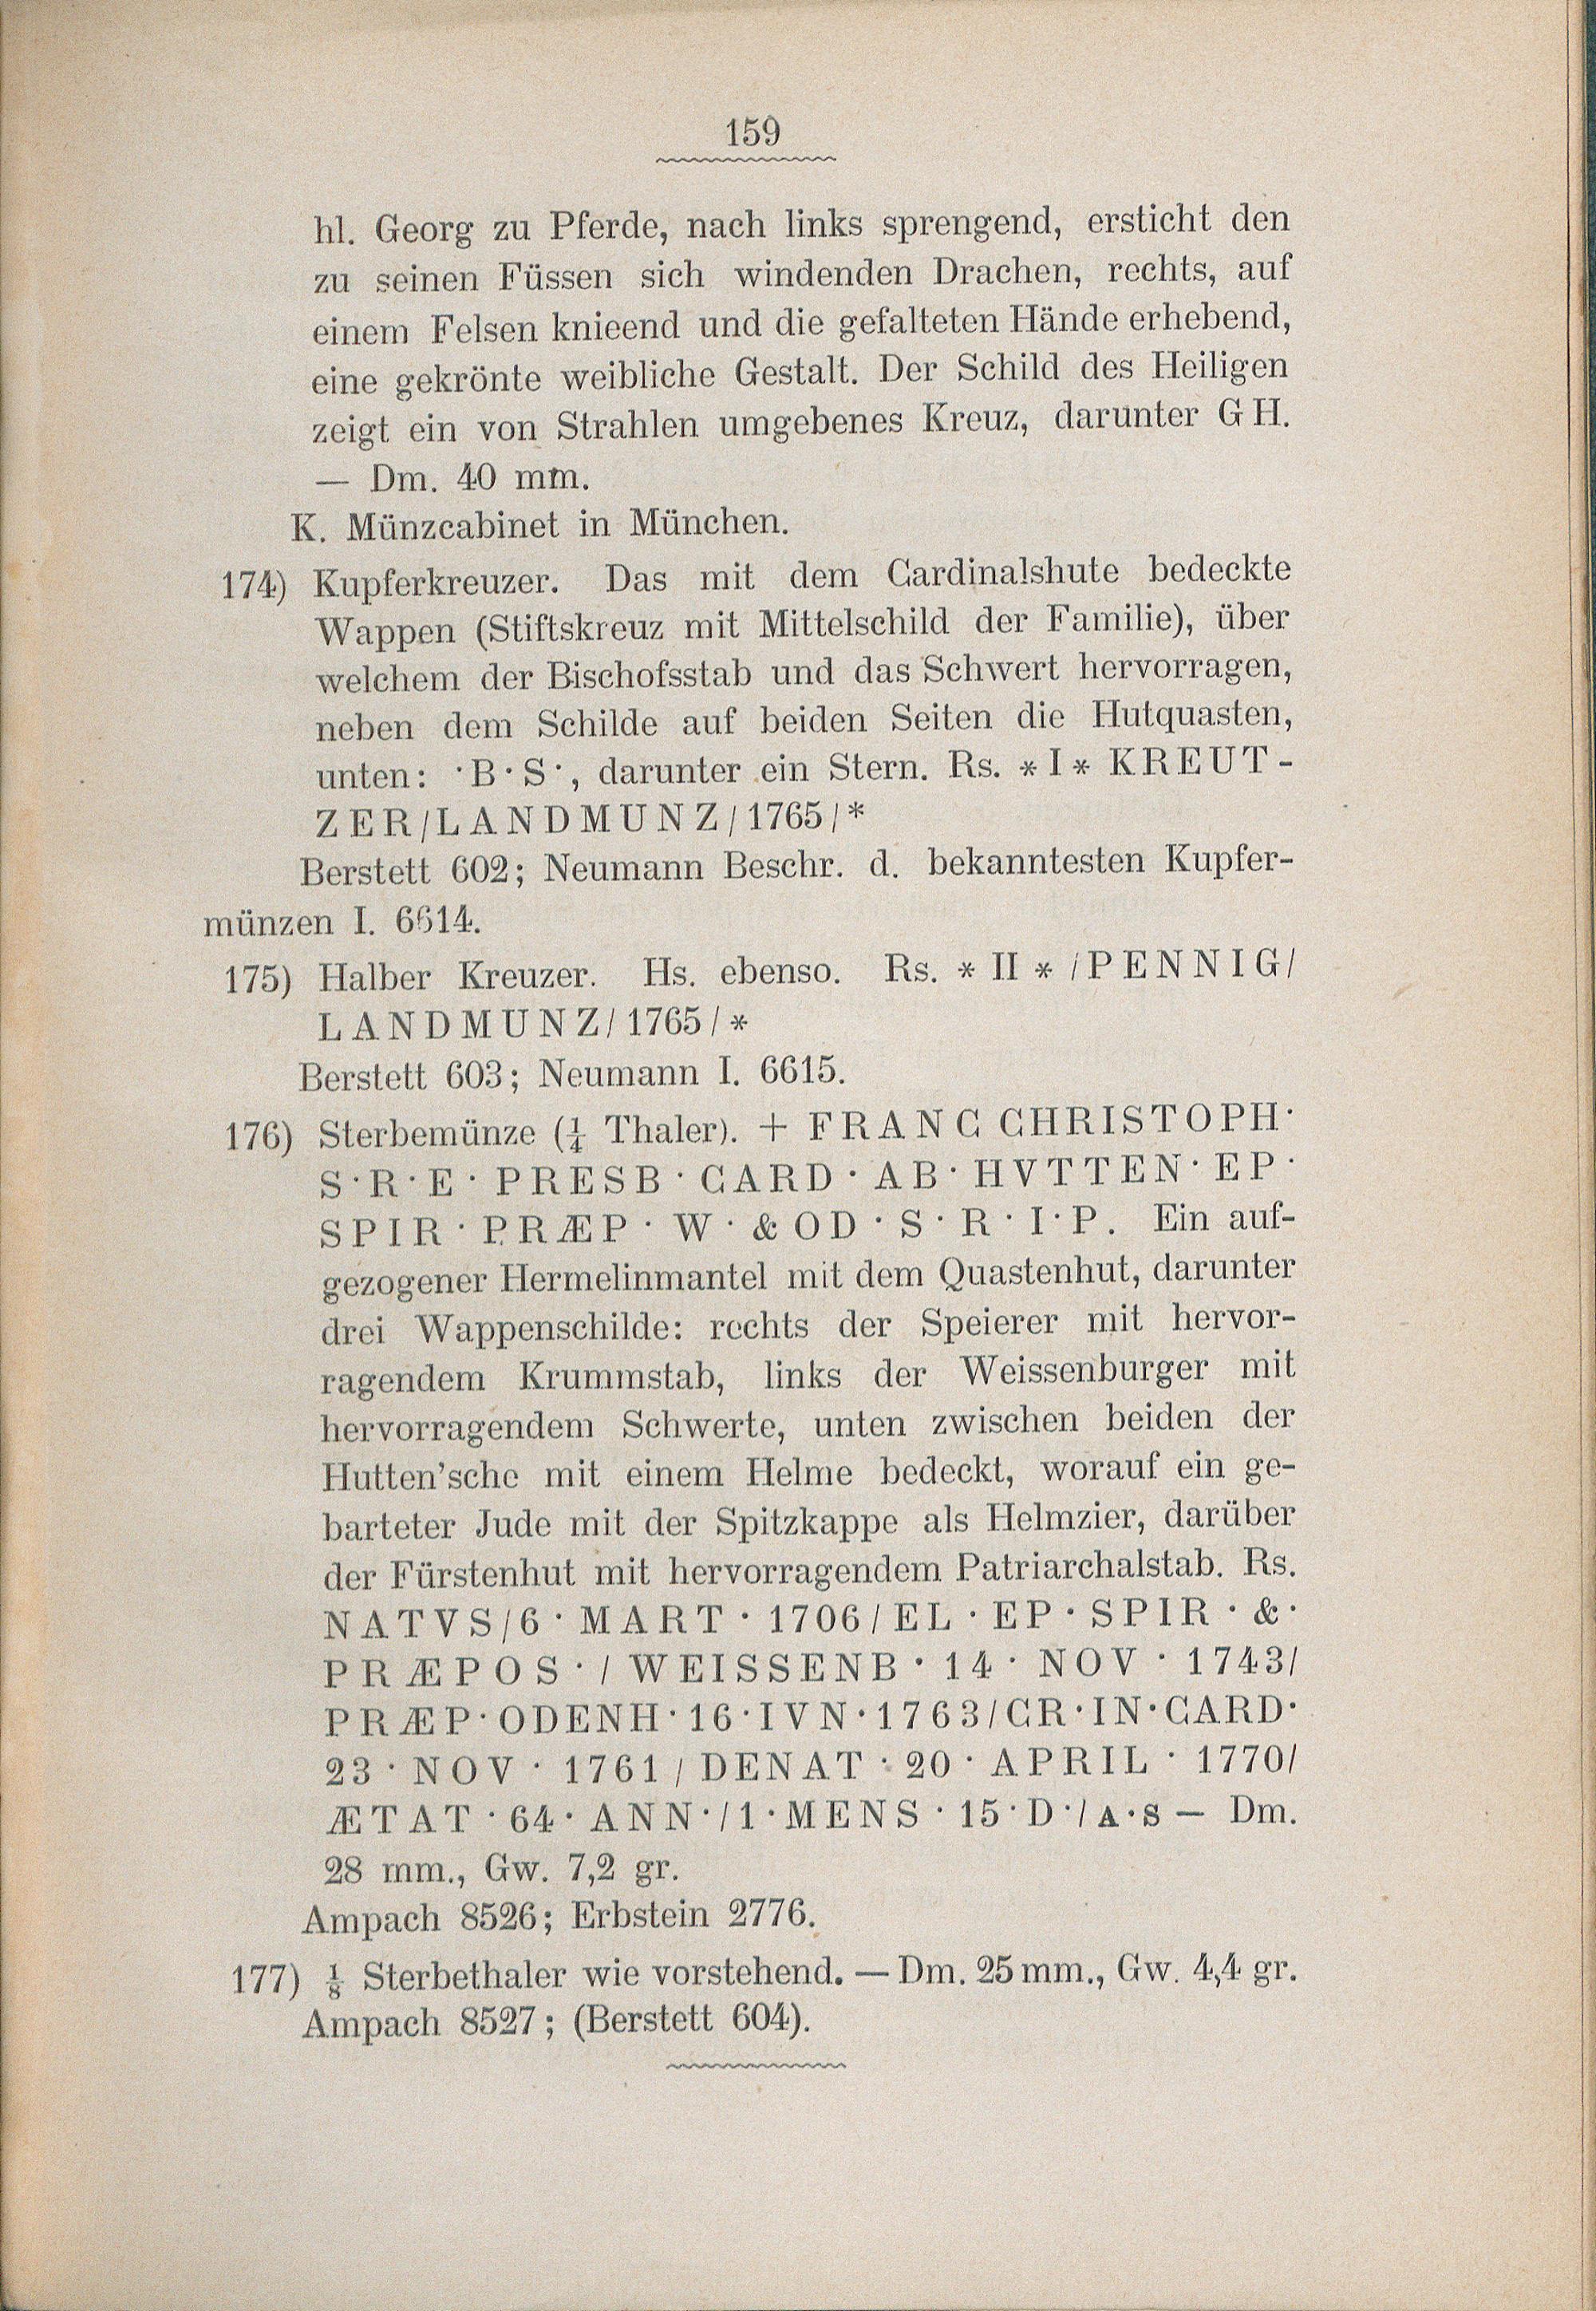 159
hl. Georg zu Pferde, nach links sprengend, ersticht den
zu seinen Füssen sich windenden Drachen, rechts, auf
einem Felsen knieend und die gefalteten Hände erhebend,
eine gekrönte weibliche Gestalt. Der Schild des Heiligen
zeigt ein von Strahlen umgebenes Kreuz, darunter G H.
— Dm. 40 mm.
K. Münzcabinet in München.
174) Kupferkreuzer. Das mit dem Cardinalshute bedeckte
Wappen (Stiftskreuz mit Mittelschild der Familie), über
welchem der Bischofsstab und das Schwert hervorragen,
neben dem Schilde auf beiden Seiten die Hutquasten,
unten: ·B·S·, darunter ein Stern. Rs. * I * KREUT-
ZER/LANDMUNZ/1765/*
Berstett 602; Neumann Beschr. d. bekanntesten Kupfer-
münzen I. 6614.
175) Halber Kreuzer. Hs. ebenso. Rs. * II * /PENNIG/
LANDMUNZ/1765/*
Berstett 603; Neumann I. 6615.
176) Sterbemünze (¼ Thaler). + FRANC CHRISTOPH·
S·R·E·PRESB·CARD·AB·HVTTEN·EP·
SPIR·PRÆP·W·&OD·S·R·I·P. Ein auf-
gezogener Hermelinmantel mit dem Quastenhut, darunter
drei Wappenschilde: rechts der Speierer mit hervor-
ragendem Krummstab, links der Weissenburger mit
hervorragendem Schwerte, unten zwischen beiden der
Hutten'sche mit einem Helme bedeckt, worauf ein ge-
barteter Jude mit der Spitzkappe als Helmzier, darüber
der Fürstenhut mit hervorragendem Patriarchalstab. Rs.
NATVS/6·MART·1706/EL·EP·SPIR·&·
PRÆPOS·/WEISSENB·14·NOV·1743/
PRÆP·ODENH·16·IVN·1763/CR·IN·CARD·
23·NOV·1761/DENAT·20·APRIL·1770/
ÆTAT·64·ANN·/1·MENS·15·D·/A·S — Dm.
28 mm., Gw. 7,2 gr.
Ampach 8526; Erbstein 2776.
177) ⅛ Sterbethaler wie vorstehend. — Dm. 25 mm., Gw. 4,4 gr.
Ampach 8527; (Berstett 604).